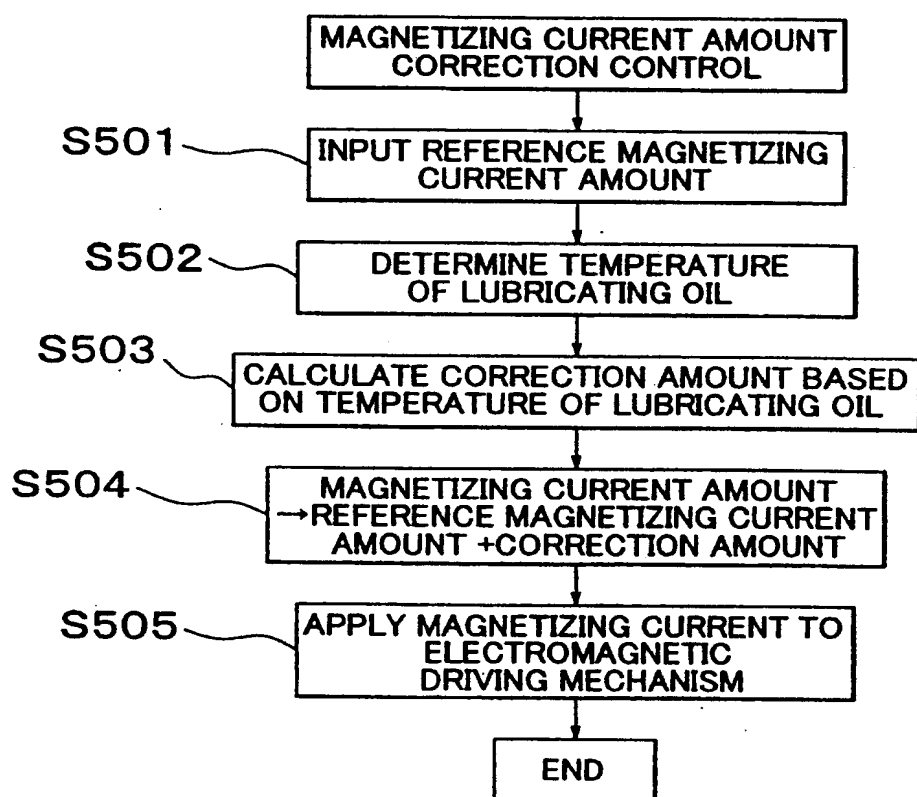 MAGNETIZING CURRENT AMOUNT
CORRECTION CONTROL
S501
INPUT REFERENCE MAGNETIZING
CURRENT AMOUNT
S502
DETERMINE TEMPERATURE
OF LUBRICATING OIL
S503
CALCULATE CORRECTION AMOUNT BASED
ON TEMPERATURE OF LUBRICATING OIL
S504
MAGNETIZING CURRENT AMOUNT
→REFERENCE MAGNETIZING CURRENT
AMOUNT +CORRECTION AMOUNT
S505
APPLY MAGNETIZING CURRENT TO
ELECTROMAGNETIC
DRIVING MECHANISM
END